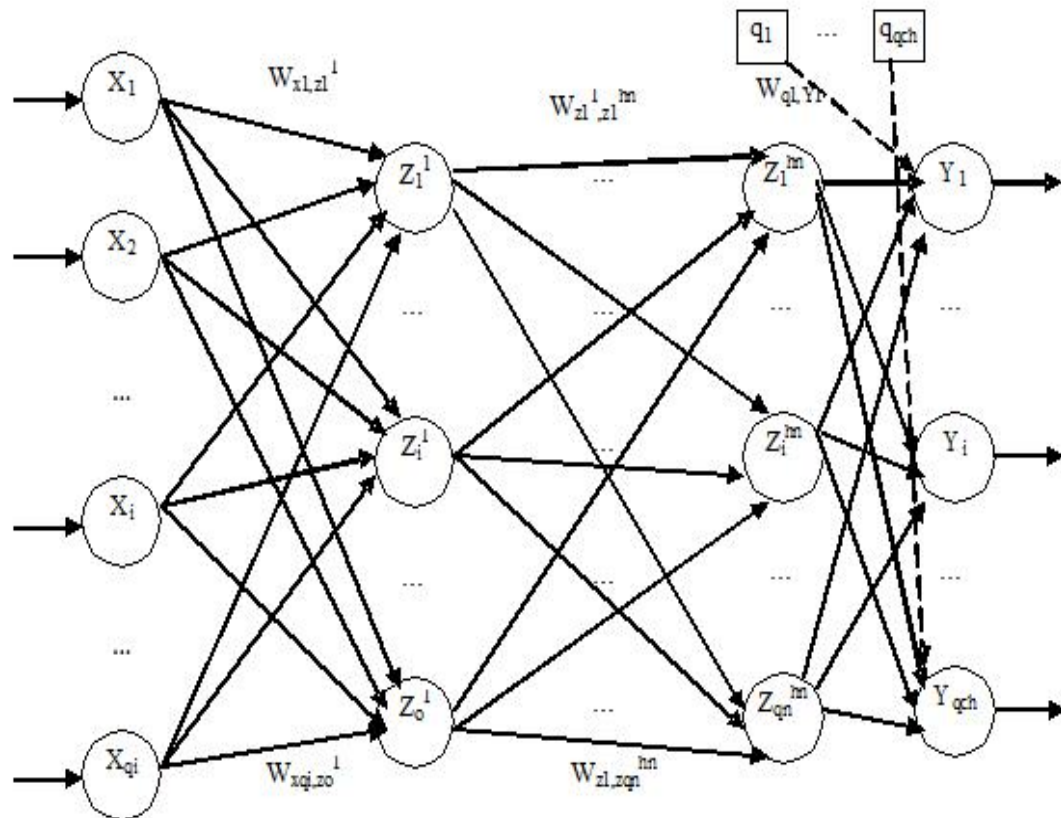 q1 ... qqch
X1
Wx1,z1^1
Wz1^1,z1^hn
Wq1,Y1
Z1^1
...
Z1^hn
Y1
X2
...
...
...
...
...
Zi^1
...
Zi^hn
Yi
Xi
...
...
...
...
...
Zo^1
...
Zqn^hn
Yqch
Xqi
Wxqi,zo^1
Wz1,zqn^hn